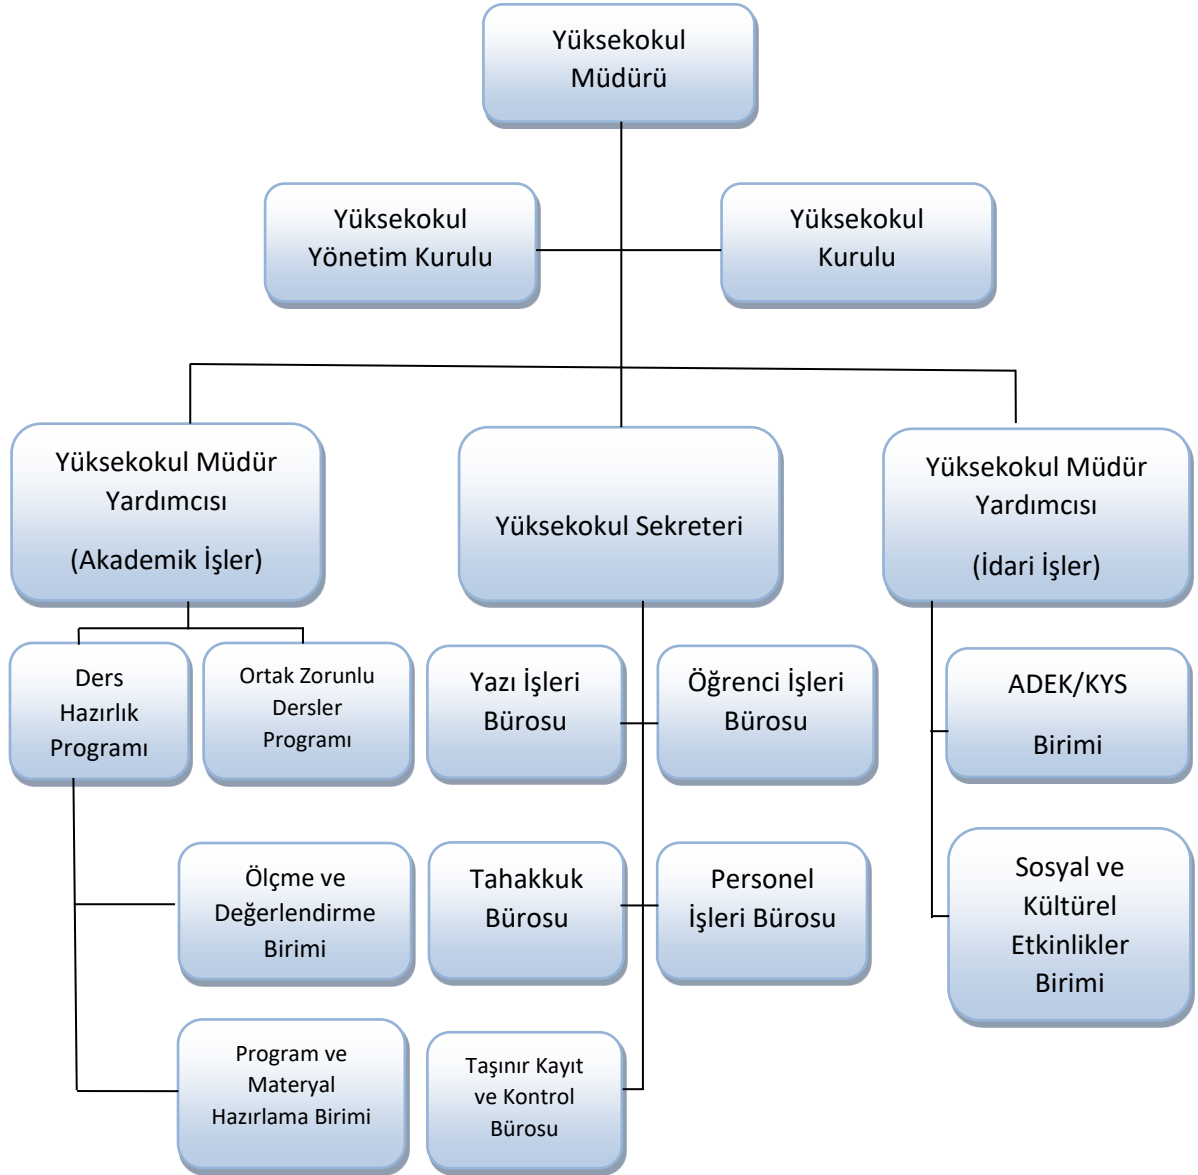 Yüksekokul
Müdürü
Yüksekokul
Yönetim Kurulu
Yüksekokul
Kurulu
Yüksekokul Müdür
Yardımcısı
(Akademik İşler)
Yüksekokul Sekreteri
Yüksekokul Müdür
Yardımcısı
(İdari İşler)
Ders
Hazırlık
Programı
Ortak Zorunlu
Dersler
Programı
Yazı İşleri
Bürosu
Öğrenci İşleri
Bürosu
ADEK/KYS
Birimi
Ölçme ve
Değerlendirme
Birimi
Tahakkuk
Bürosu
Personel
İşleri Bürosu
Sosyal ve
Kültürel
Etkinlikler
Birimi
Program ve
Materyal
Hazırlama Birimi
Taşınır Kayıt
ve Kontrol
Bürosu